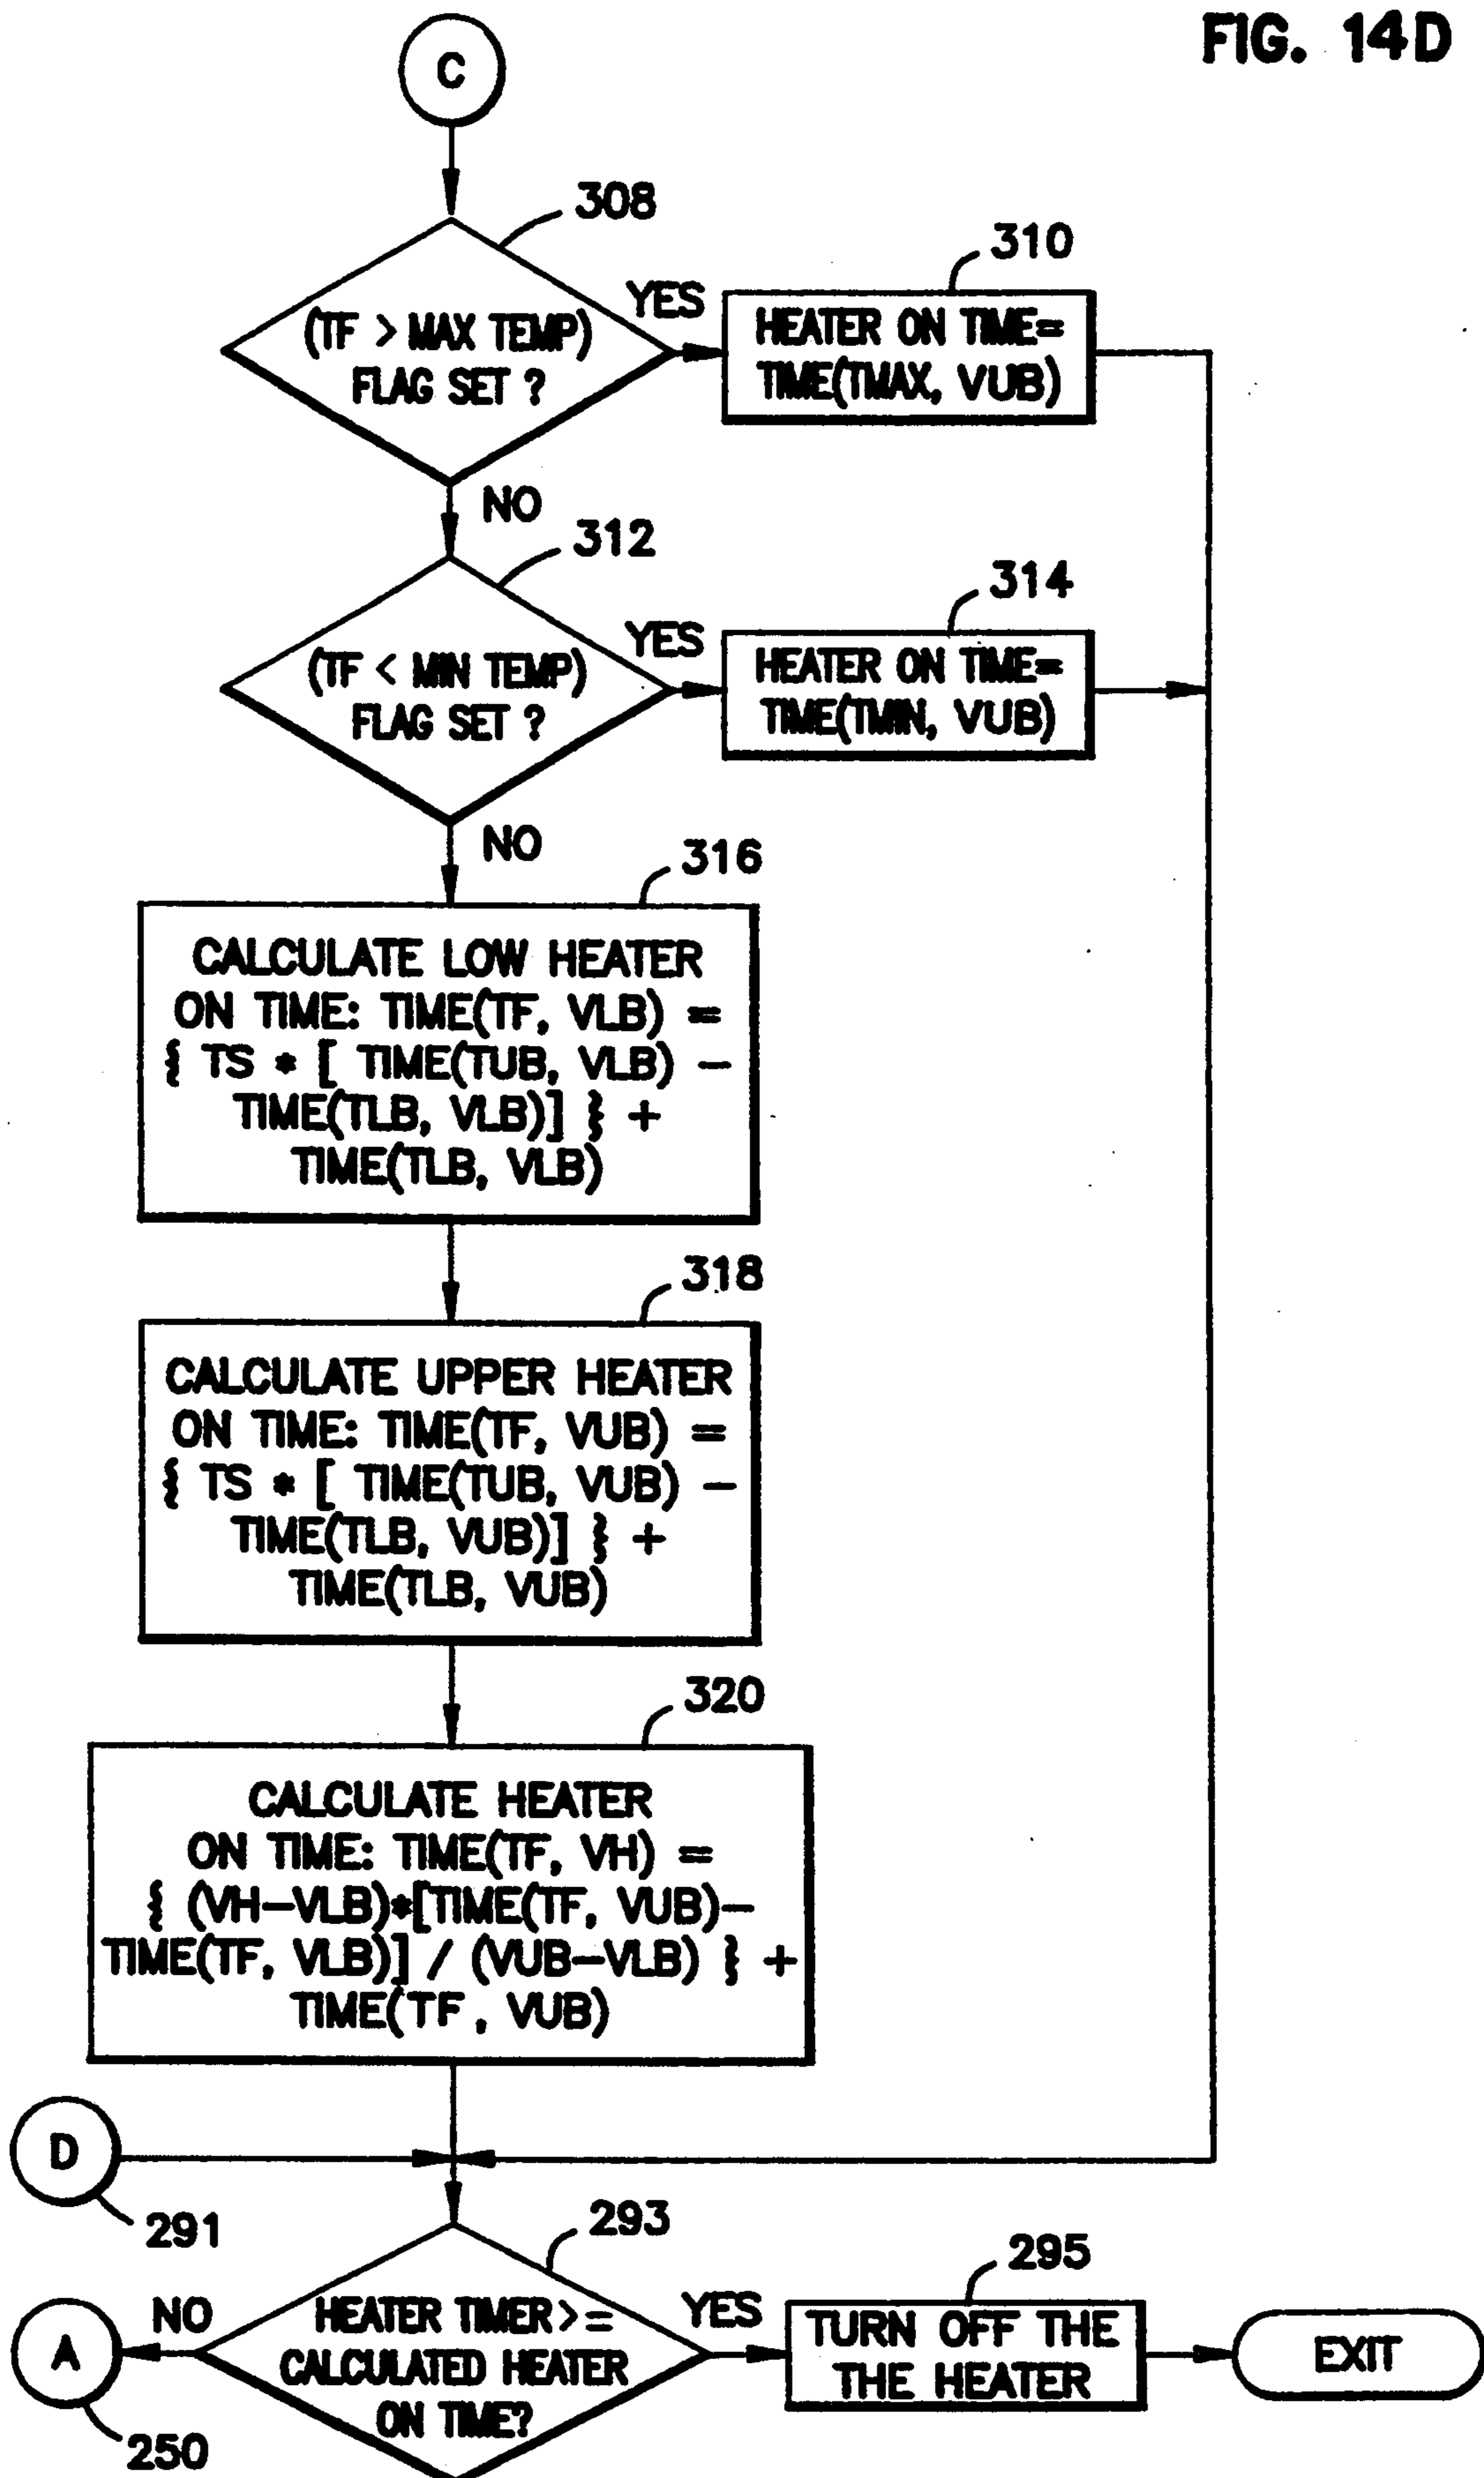 FIG. 14D
C
308
(TF > MAX TEMP)
FLAG SET ?
YES
310
HEATER ON TIME=
TIME(TMAX, VUB)
NO
312
(TF < MIN TEMP)
FLAG SET ?
YES
314
HEATER ON TIME=
TIME(TMIN, VUB)
NO
316
CALCULATE LOW HEATER
ON TIME: TIME(TF, VLB) =
{ TS * [ TIME(TUB, VLB) –
TIME(TLB, VLB)] } +
TIME(TLB, VLB)
318
CALCULATE UPPER HEATER
ON TIME: TIME(TF, VUB) =
{ TS * [ TIME(TUB, VUB) –
TIME(TLB, VUB)] } +
TIME(TLB, VUB)
320
CALCULATE HEATER
ON TIME: TIME(TF, VH) =
{ (VH–VLB)*[TIME(TF, VUB)–
TIME(TF, VLB)] / (VUB–VLB) } +
TIME(TF, VUB)
D
291
293
HEATER TIMER >=
CALCULATED HEATER
ON TIME?
NO
A
250
YES
295
TURN OFF THE
THE HEATER
EXIT